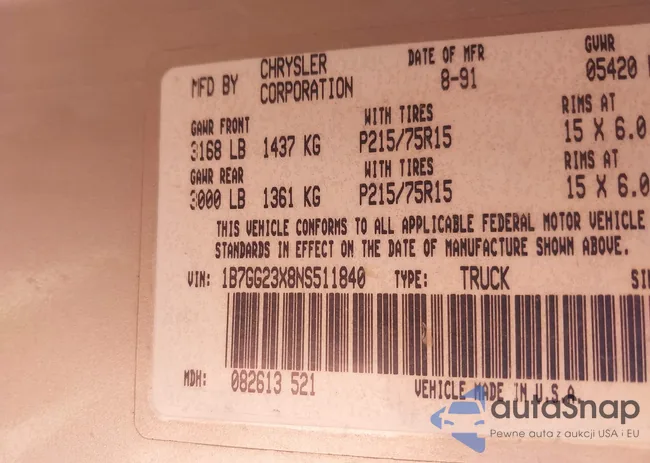 MFD BY CHRYSLER CORPORATION DATE OF MFR 8-91 GVWR 05420
GAWR FRONT WITH TIRES RIMS AT
3168 LB 1437 KG P215/75R15 15 X 6.0
GAWR REAR WITH TIRES RIMS AT
3000 LB 1361 KG P215/75R15 15 X 6.0
THIS VEHICLE CONFORMS TO ALL APPLICABLE FEDERAL MOTOR VEHICLE
STANDARDS IN EFFECT ON THE DATE OF MANUFACTURE SHOWN ABOVE.
VIN: 1B7GG23X8NS511840 TYPE: TRUCK
MDH: 082613 521 VEHICLE MADE IN U.S.A.
autaSnap
Pewne auta z aukcji USA i EU